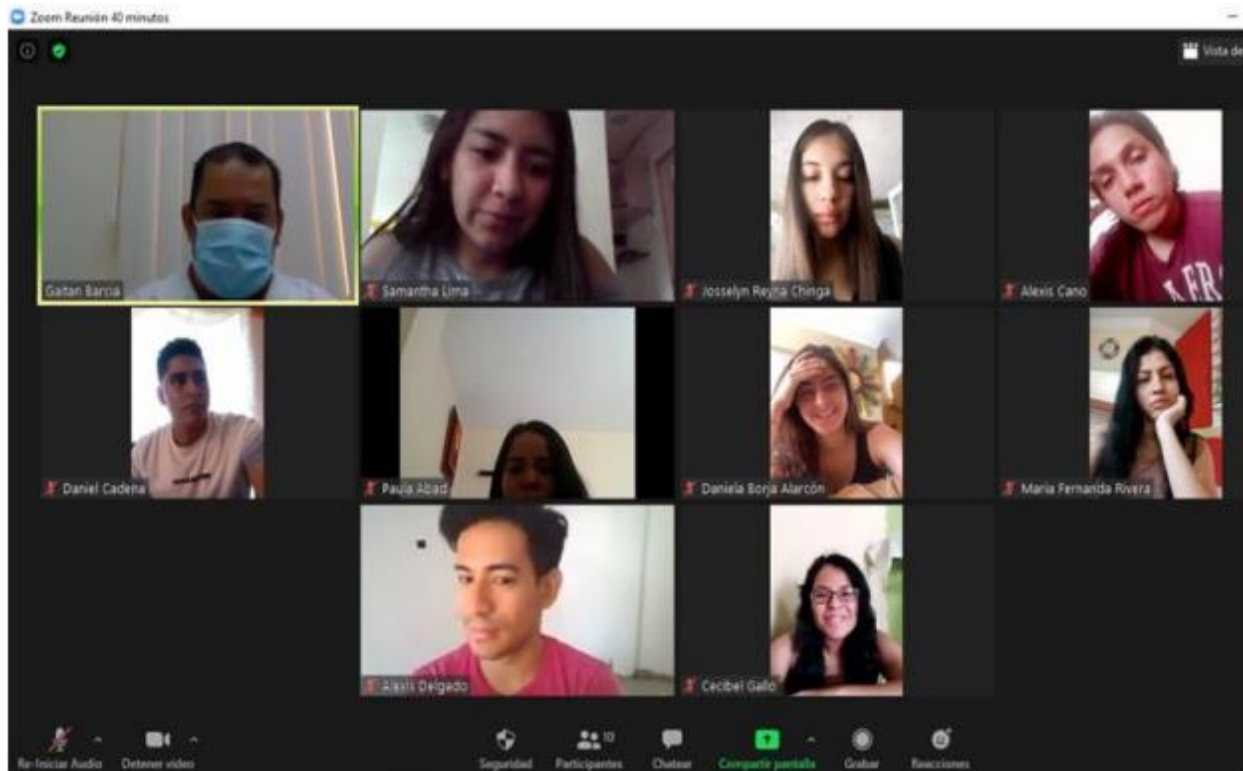 Zoom Reunión 40 minutos
Vista de
Gaitan Barcia
Samantha Lima
Josselyn Reyna Chinga
Alexis Cano
AER
Daniel Cadena
Paula Abad
Daniela Borja Alarcón
Maria Fernanda Rivera
Alexis Delgado
Cecibel Gallo
Re-Iniciar Audio
Detener video
Seguridad
10
Participantes
Chatear
Compartir pantalla
Grabar
Reacciones